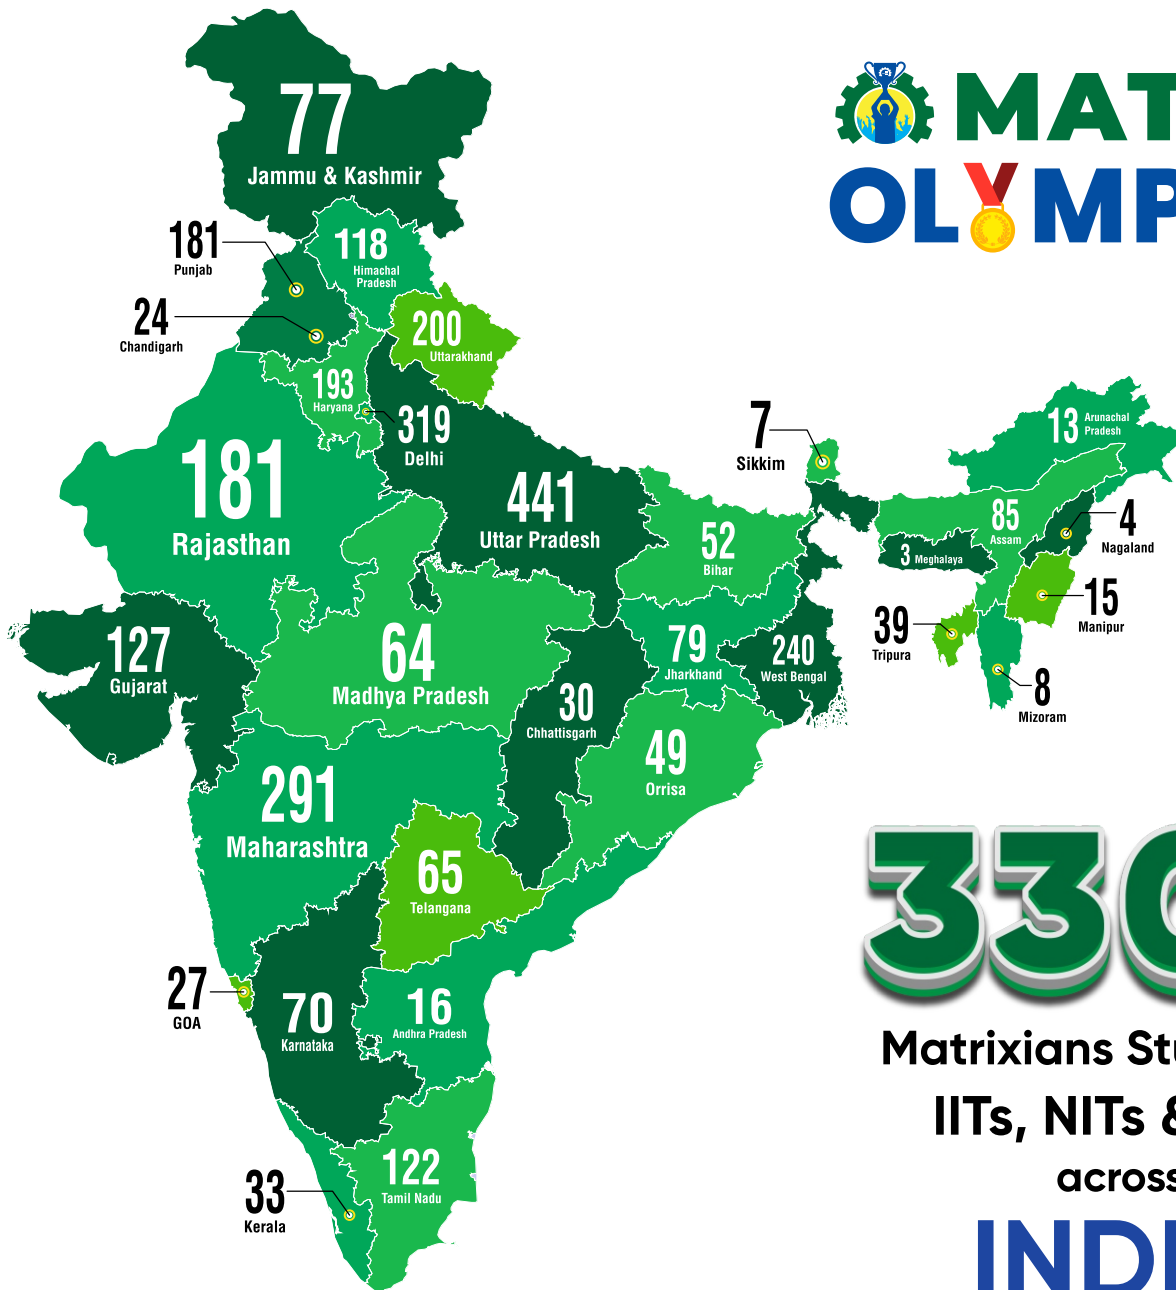 MAT
OLYMP
77
Jammu & Kashmir
181
Punjab
118
Himachal
Pradesh
24
Chandigarh
200
Uttarakhand
193
Haryana
319
Delhi
181
Rajasthan
441
Uttar Pradesh
7
Sikkim
13 Arunachal
Pradesh
52
Bihar
85
Assam
4
Nagaland
3 Meghalaya
15
Manipur
39
Tripura
8
Mizoram
127
Gujarat
64
Madhya Pradesh
79
Jharkhand
240
West Bengal
30
Chhattisgarh
49
Orrisa
291
Maharashtra
65
Telangana
27
GOA
70
Karnataka
16
Andhra Pradesh
122
Tamil Nadu
33
Kerala
33
Matrixians Stu
IITs, NITs &
across
INDI